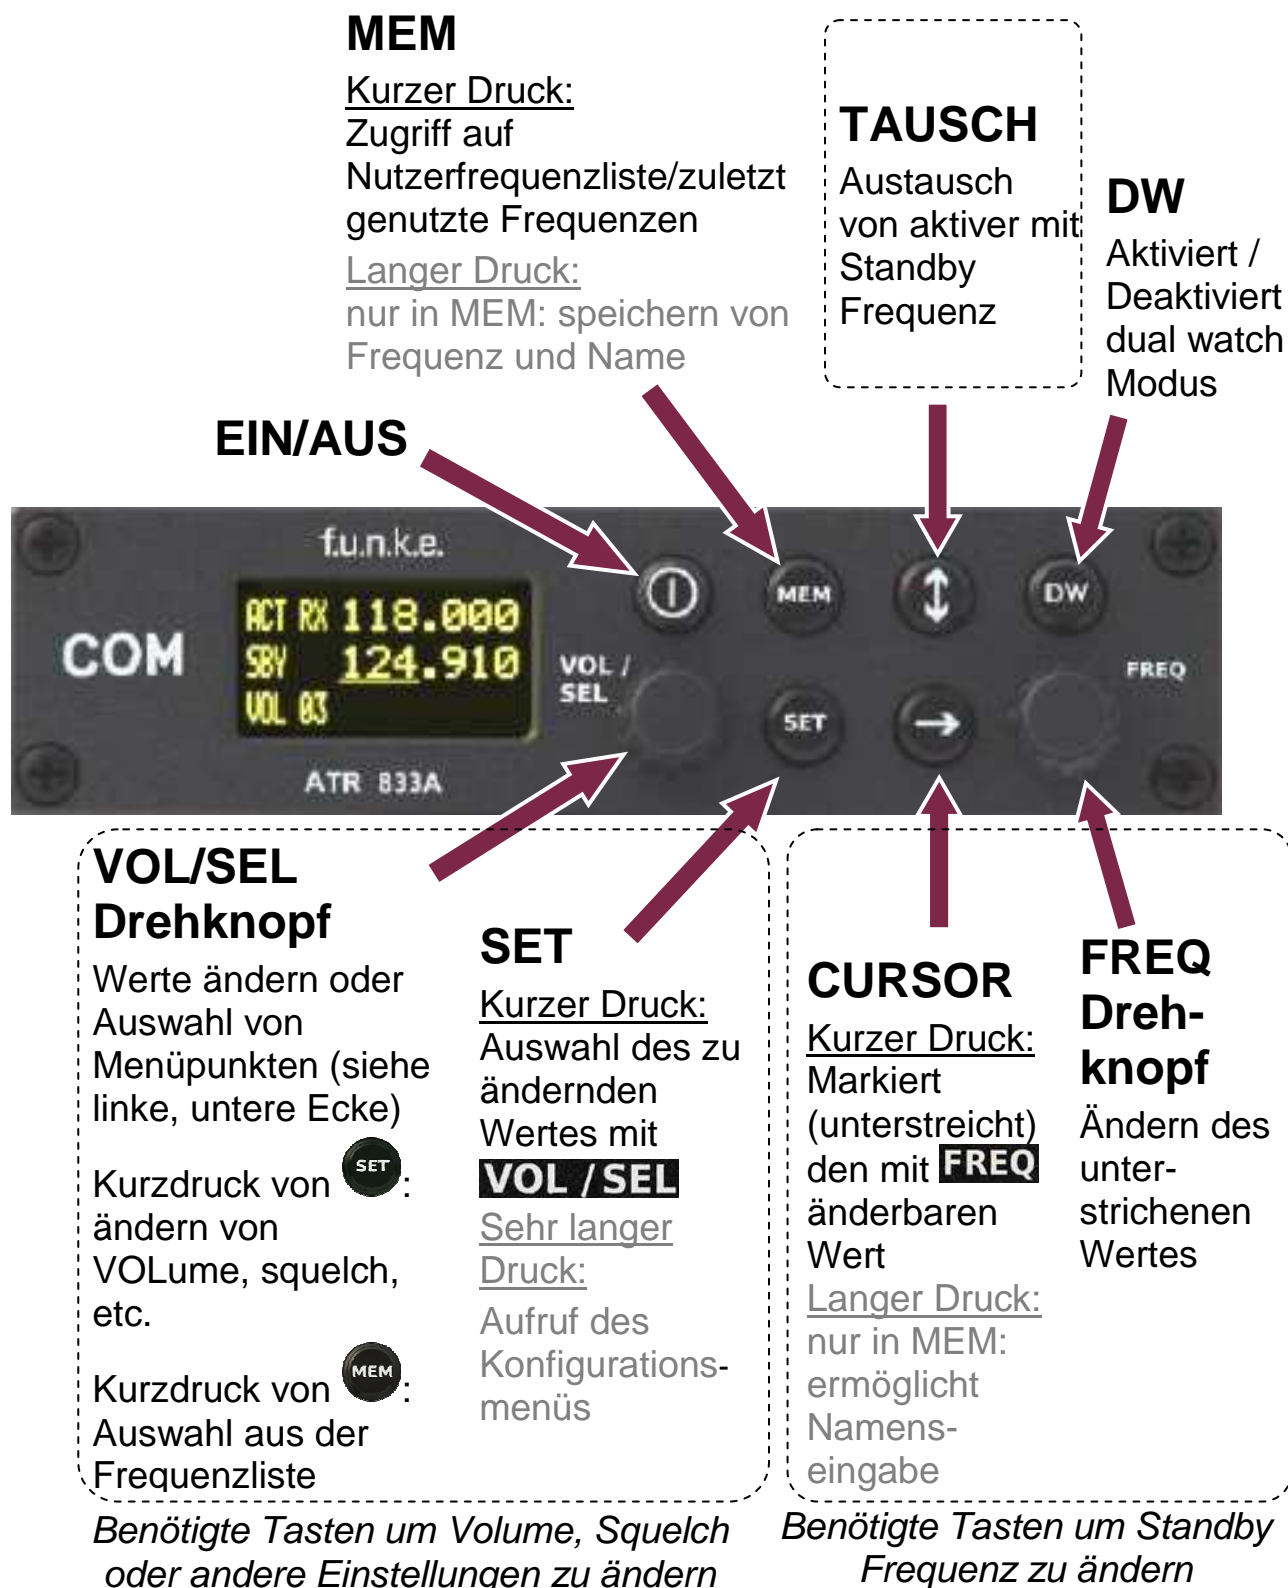 MEM
Kurzer Druck:
Zugriff auf
Nutzerfrequenzliste/zuletzt
genutzte Frequenzen
Langer Druck:
nur in MEM: speichern von
Frequenz und Name
TAUSCH
Austausch
von aktiver mit
Standby
Frequenz
DW
Aktiviert /
Deaktiviert
dual watch
Modus
EIN/AUS
f.u.n.k.e.
COM
ACT RX 118.000
SBY 124.910
VOL 03
ATR 833A
VOL /
SEL
MEM
DW
SET
FREQ
VOL/SEL
Drehknopf
Werte ändern oder
Auswahl von
Menüpunkten (siehe
linke, untere Ecke)
Kurzdruck von SET:
ändern von
VOLume, squelch,
etc.
Kurzdruck von MEM:
Auswahl aus der
Frequenzliste
SET
Kurzer Druck:
Auswahl des zu
ändernden
Wertes mit
VOL / SEL
Sehr langer
Druck:
Aufruf des
Konfigurations-
menüs
CURSOR
Kurzer Druck:
Markiert
(unterstreicht)
den mit FREQ
änderbaren
Wert
Langer Druck:
nur in MEM:
ermöglicht
Namens-
eingabe
FREQ
Dreh-
knopf
Ändern des
unter-
strichenen
Wertes
Benötigte Tasten um Volume, Squelch
oder andere Einstellungen zu ändern
Benötigte Tasten um Standby
Frequenz zu ändern